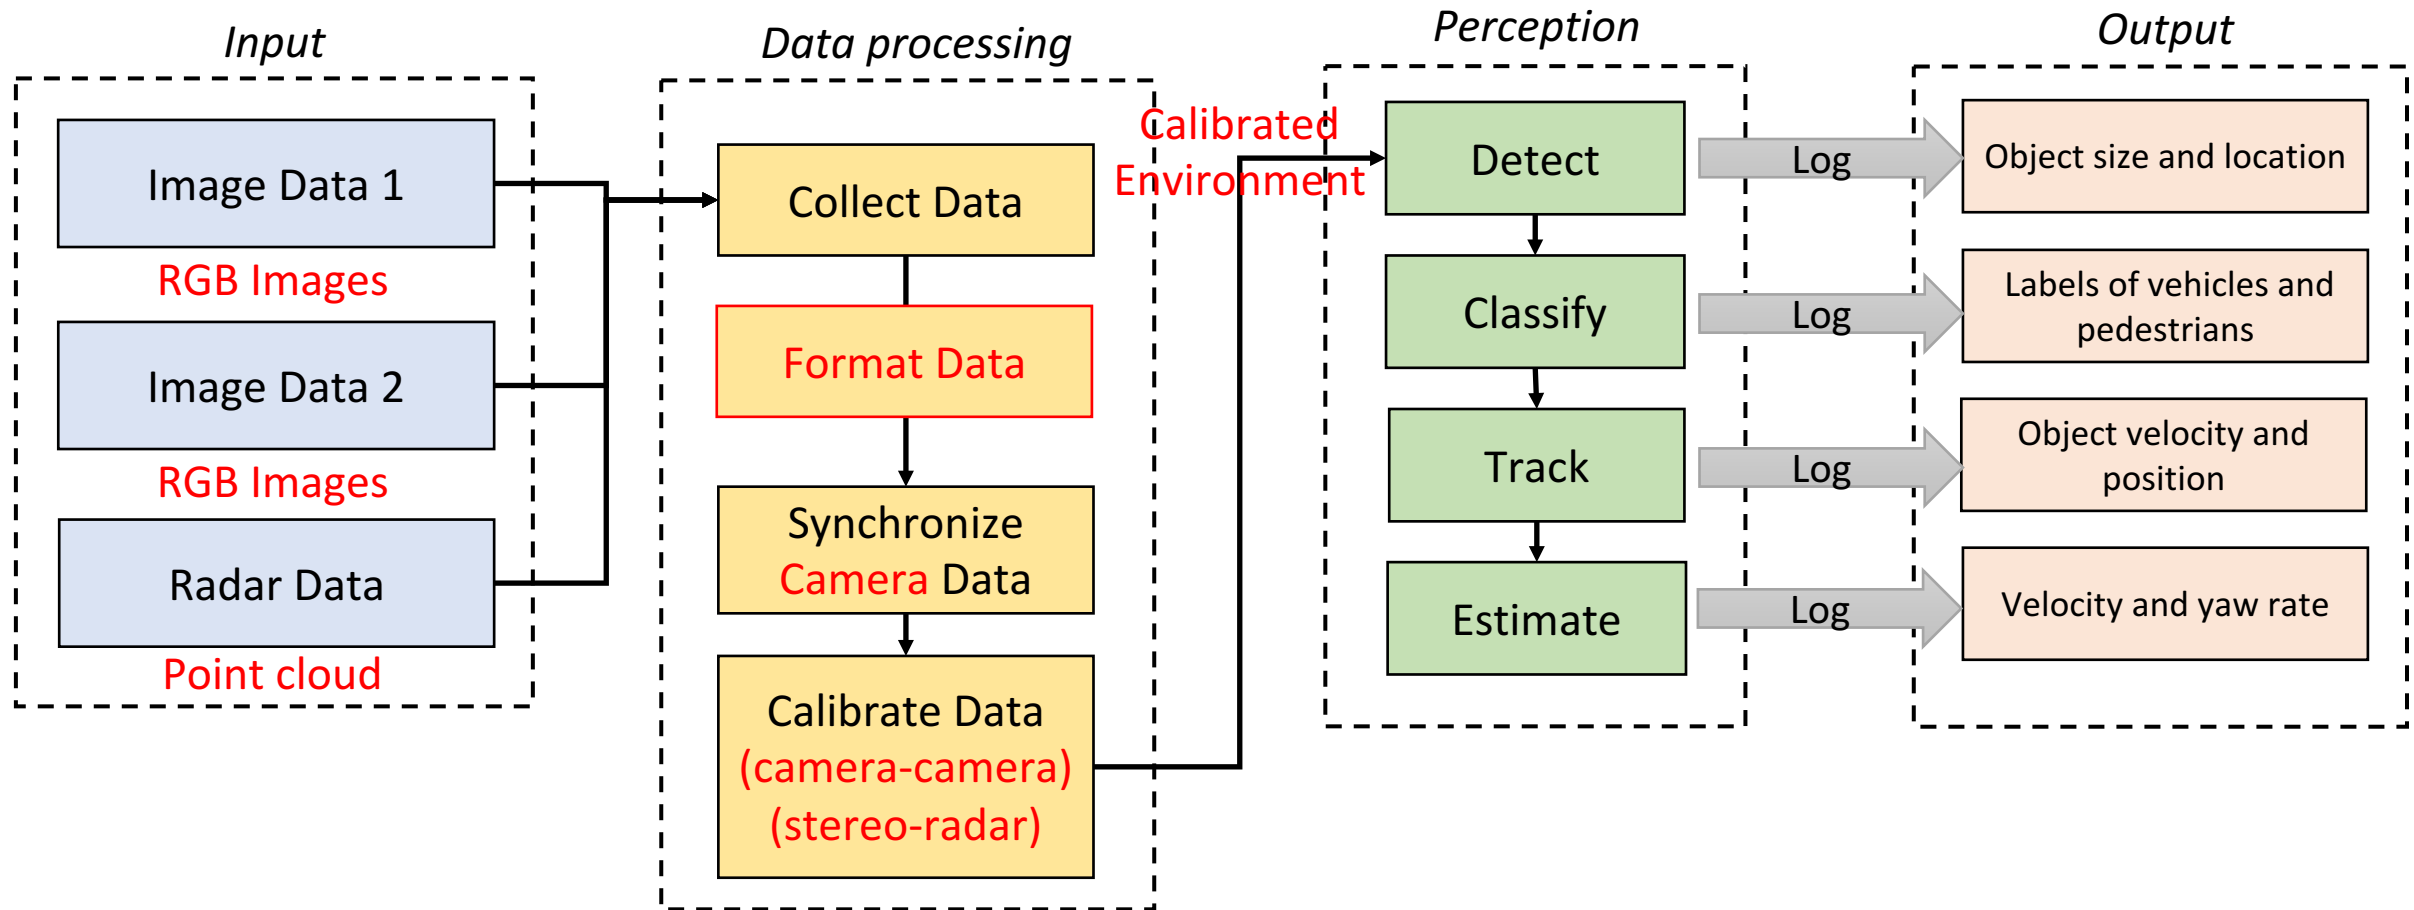 Input
Image Data 1
RGB Images
Image Data 2
RGB Images
Radar Data
Point cloud
Data processing
Collect Data
Format Data
Synchronize
Camera Data
Calibrate Data
(camera-camera)
(stereo-radar)
Calibrated
Environment
Perception
Detect
Classify
Track
Estimate
Log
Log
Log
Log
Output
Object size and location
Labels of vehicles and
pedestrians
Object velocity and
position
Velocity and yaw rate